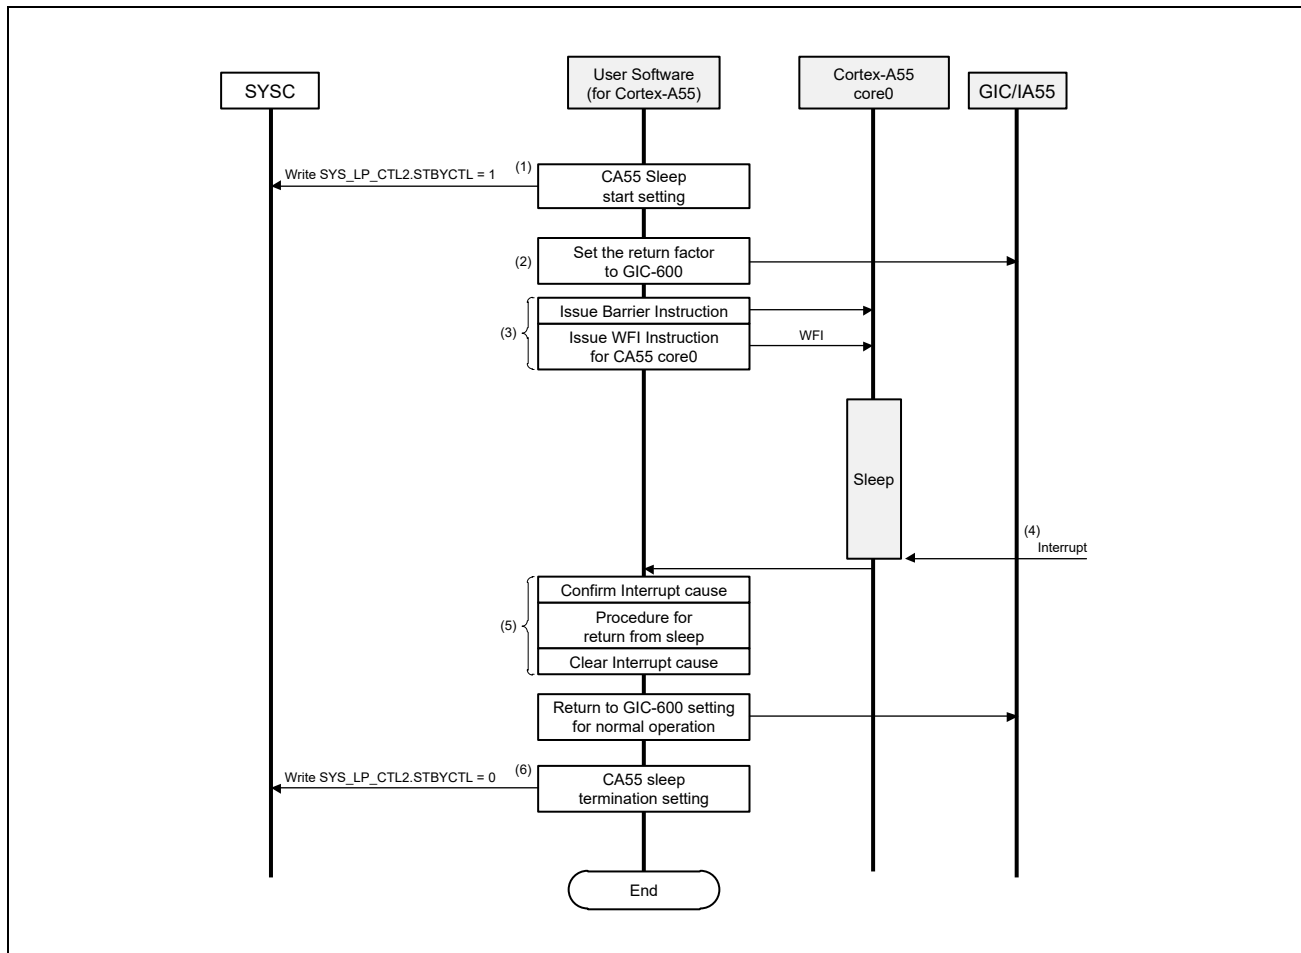 SYSC
User Software
(for Cortex-A55)
Cortex-A55
core0
GIC/IA55
(1)
Write SYS_LP_CTL2.STBYCTL = 1
CA55 Sleep
start setting
(2)
Set the return factor
to GIC-600
(3)
Issue Barrier Instruction
Issue WFI Instruction
for CA55 core0
WFI
Sleep
(4)
Interrupt
(5)
Confirm Interrupt cause
Procedure for
return from sleep
Clear Interrupt cause
Return to GIC-600 setting
for normal operation
(6)
Write SYS_LP_CTL2.STBYCTL = 0
CA55 sleep
termination setting
End